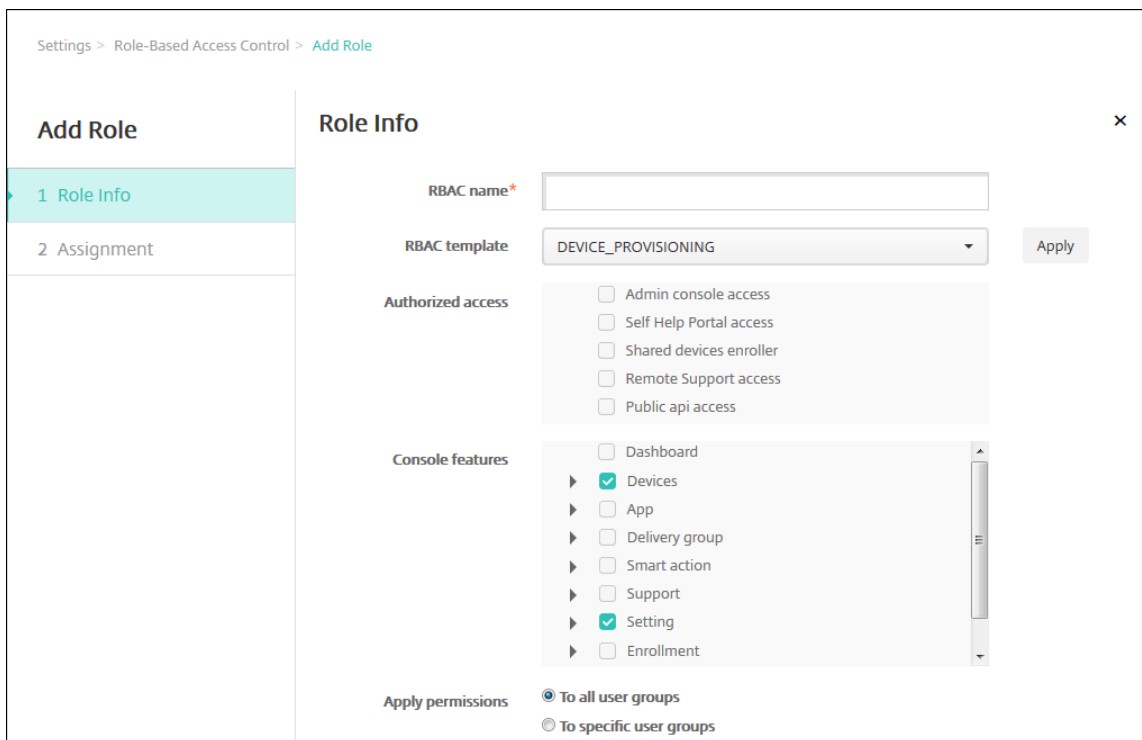 Settings > Role-Based Access Control > Add Role
Add Role
1 Role Info
2 Assignment
Role Info
×
RBAC name*
RBAC template
DEVICE_PROVISIONING
Apply
Authorized access
Admin console access
Self Help Portal access
Shared devices enroller
Remote Support access
Public api access
Console features
Dashboard
Devices
App
Delivery group
Smart action
Support
Setting
Enrollment
Apply permissions
To all user groups
To specific user groups